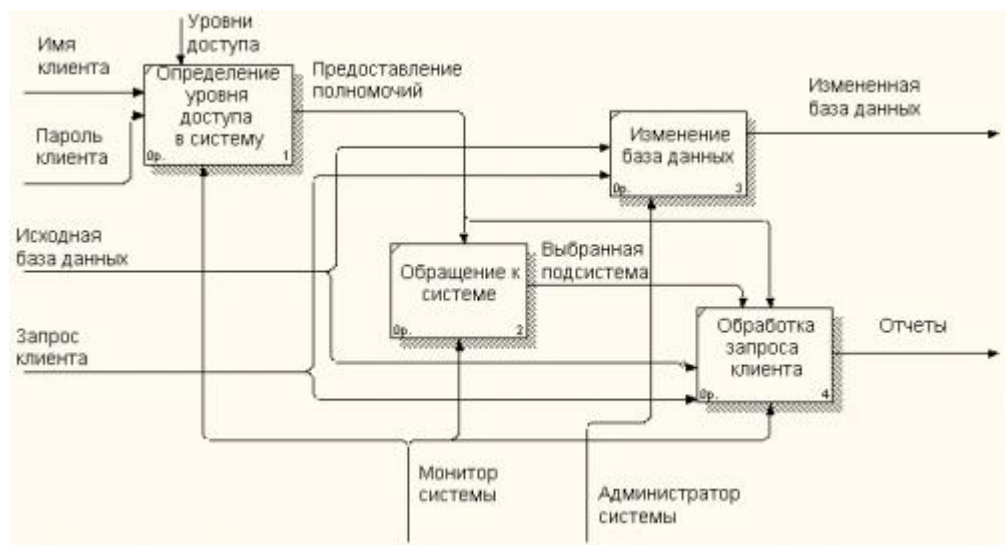 Уровни
доступа
Имя
клиента
Определение
уровня
доступа
в систему
0р.
1
Предоставление
полномочий
Пароль
клиента
Измененная
база данных
Изменение
база данных
0р.
3
Исходная
база данных
Выбранная
подсистема
Обращение к
системе
0р.
2
Запрос
клиента
Обработка
запроса
клиента
0р.
4
Отчеты
Монитор
системы
Администратор
системы